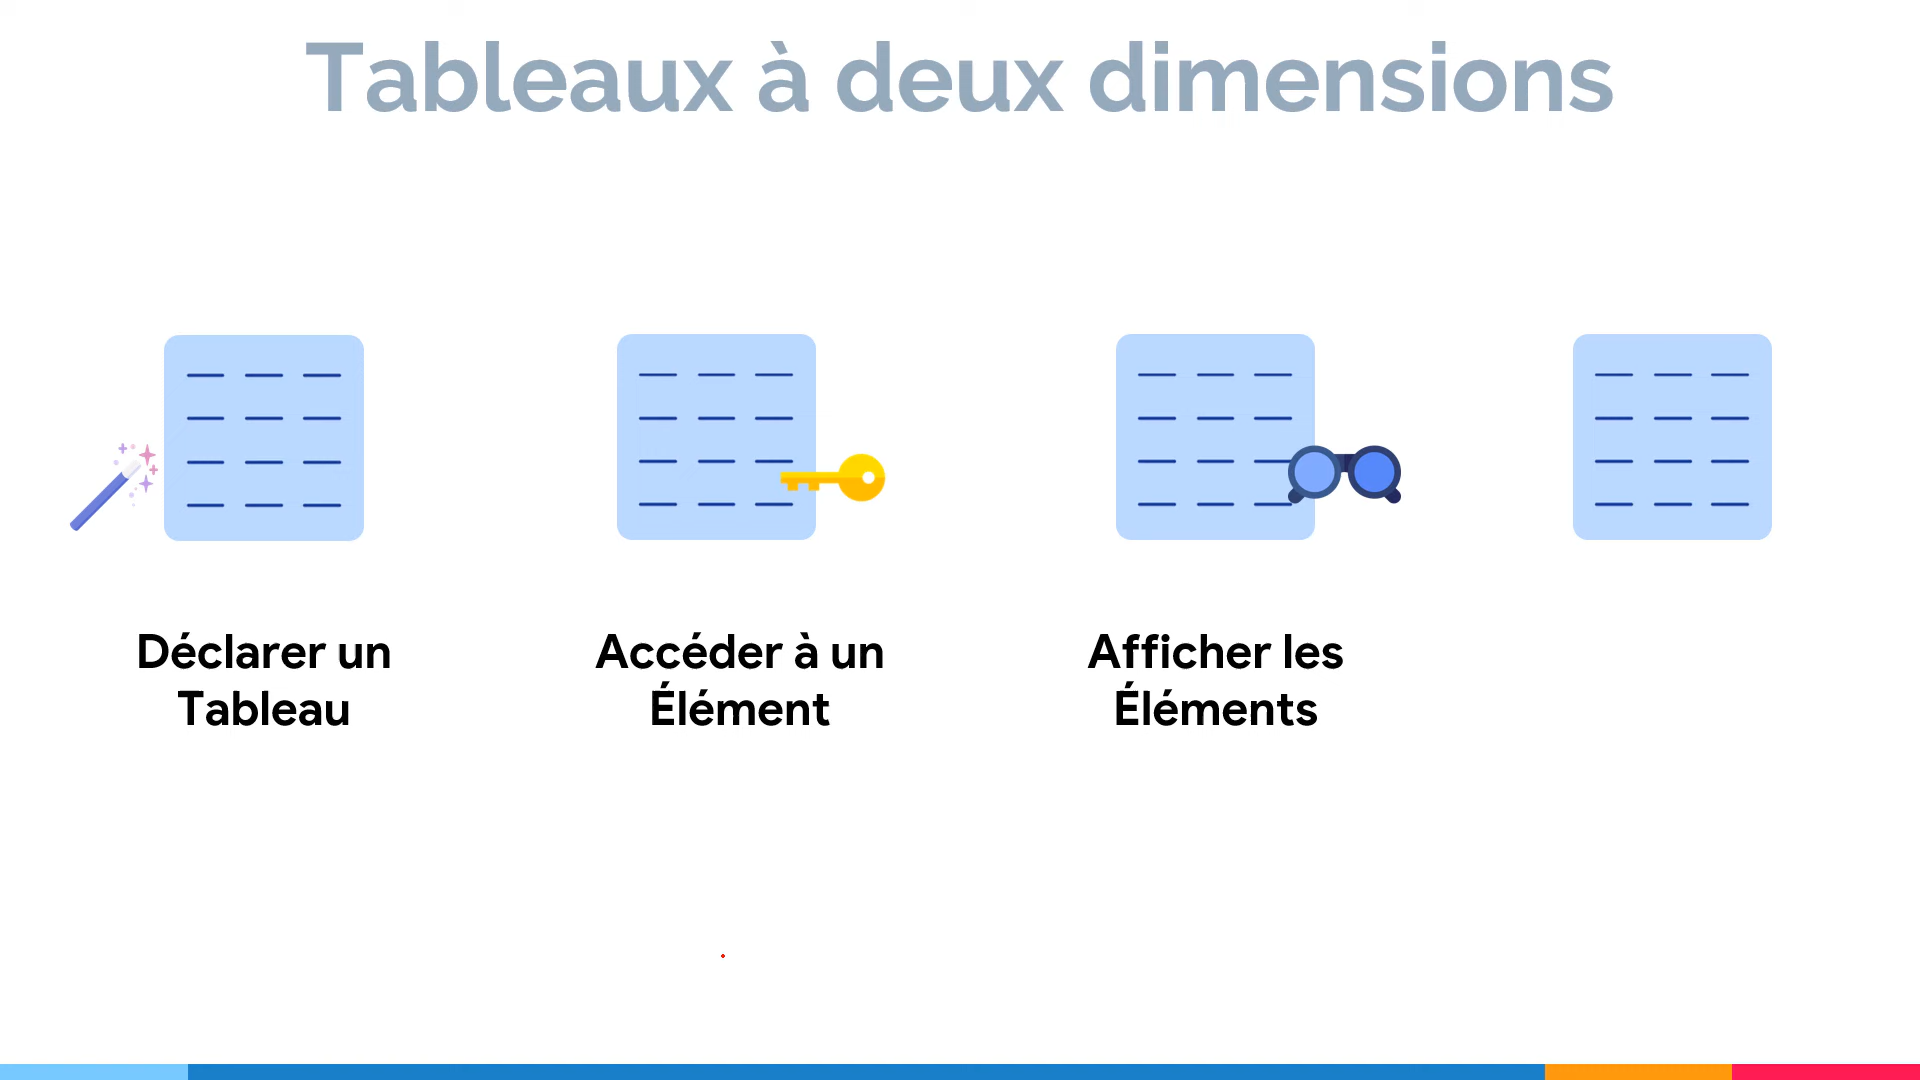 Tableaux à deux dimensions
Déclarer un
Tableau
Accéder à un
Élément
Afficher les
Éléments